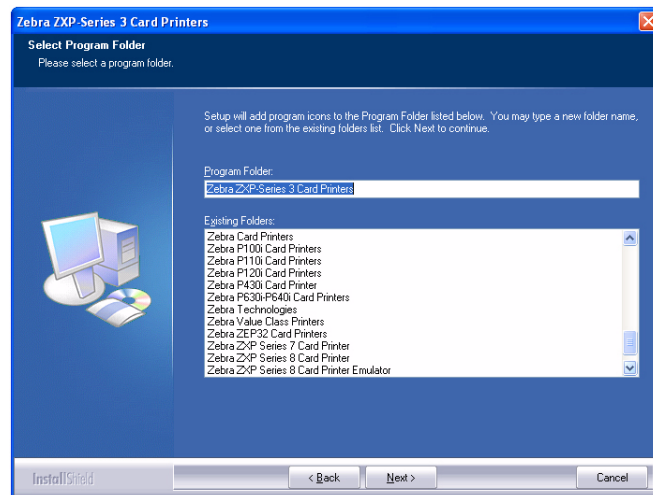 Zebra ZXP-Series 3 Card Printers
Select Program Folder
Please select a program folder.
Setup will add program icons to the Program Folder listed below. You may type a new folder name,
or select one from the existing folders list. Click Next to continue.
Program Folder:
Zebra ZXP-Series 3 Card Printers
Existing Folders:
Zebra Card Printers
Zebra P100i Card Printers
Zebra P110i Card Printers
Zebra P120i Card Printers
Zebra P430i Card Printer
Zebra P630i-P640i Card Printers
Zebra Technologies
Zebra Value Class Printers
Zebra ZEP32 Card Printers
Zebra ZXP Series 7 Card Printer
Zebra ZXP Series 8 Card Printer
Zebra ZXP Series 8 Card Printer Emulator
InstallShield
< Back
Next >
Cancel